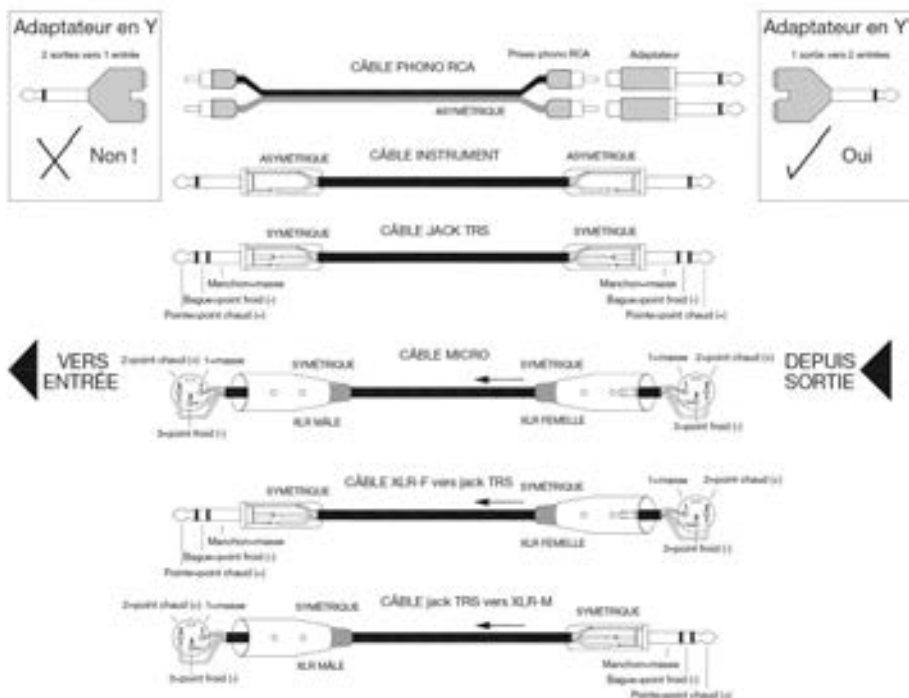 Adaptateur en Y
2 sorties vers 1 entrée
Non !
CÂBLE PHONO RCA
Prises phono RCA
Adaptateur
ASYMÉTRIQUE
Adaptateur en Y
1 sortie vers 2 entrées
Oui
ASYMÉTRIQUE
CÂBLE INSTRUMENT
ASYMÉTRIQUE
SYMÉTRIQUE
CÂBLE JACK TRS
SYMÉTRIQUE
Manchon=masse
Bague=point froid (-)
Pointe=point chaud (+)
Manchon=masse
Bague=point froid (-)
Pointe=point chaud (+)
VERS
ENTRÉE
2=point chaud (+)
1=masse
SYMÉTRIQUE
CÂBLE MICRO
SYMÉTRIQUE
1=masse
2=point chaud (+)
DEPUIS
SORTIE
3=point froid (-)
XLR MÂLE
XLR FEMELLE
3=point froid (-)
SYMÉTRIQUE
CÂBLE XLR-F vers jack TRS
SYMÉTRIQUE
1=masse
2=point chaud (+)
Manchon=masse
Bague=point froid (-)
Pointe=point chaud (+)
XLR FEMELLE
3=point froid (-)
2=point chaud (+)
1=masse
SYMÉTRIQUE
CÂBLE jack TRS vers XLR-M
SYMÉTRIQUE
3=point froid (-)
XLR MÂLE
Manchon=masse
Bague=point froid (-)
Pointe=point chaud (+)